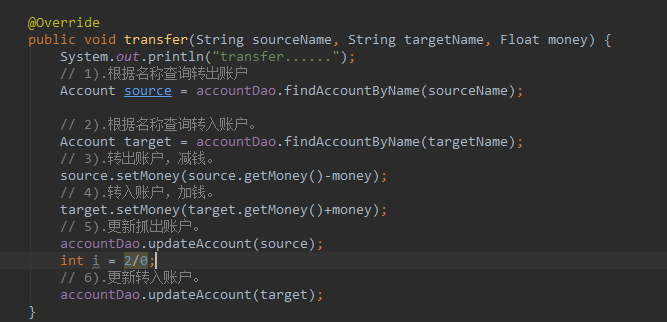 @Override
public void transfer(String sourceName, String targetName, Float money) {
System.out.println("transfer......");
// 1).根据名称查询转出账户
Account source = accountDao.findAccountByName(sourceName);
// 2).根据名称查询转入账户。
Account target = accountDao.findAccountByName(targetName);
// 3).转出账户，减钱。
source.setMoney(source.getMoney()-money);
// 4).转入账户，加钱。
target.setMoney(target.getMoney()+money);
// 5).更新抓出账户。
accountDao.updateAccount(source);
int i = 2/0;
// 6).更新转入账户。
accountDao.updateAccount(target);
}